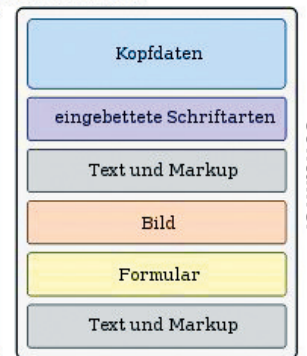 Kopfdaten
eingebettete Schriftarten
Text und Markup
Bild
Formular
Text und Markup